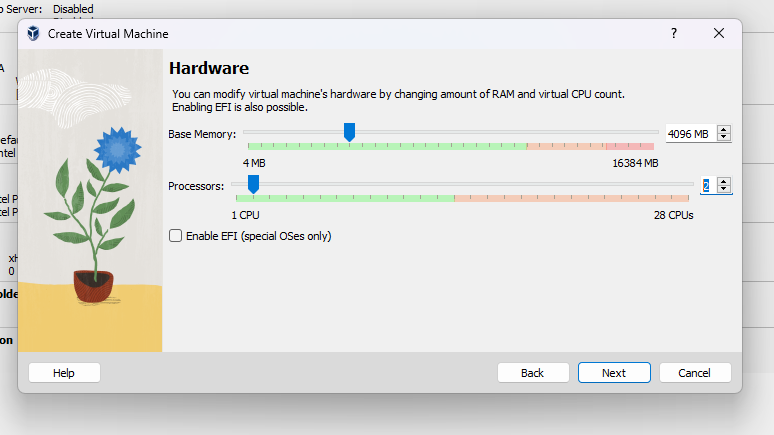 Server: Disabled
Create Virtual Machine
?
Hardware
You can modify virtual machine's hardware by changing amount of RAM and virtual CPU count.
Enabling EFI is also possible.
Base Memory:
4096 MB
4 MB
16384 MB
Processors:
2
1 CPU
28 CPUs
Enable EFI (special OSes only)
Help
Back
Next
Cancel